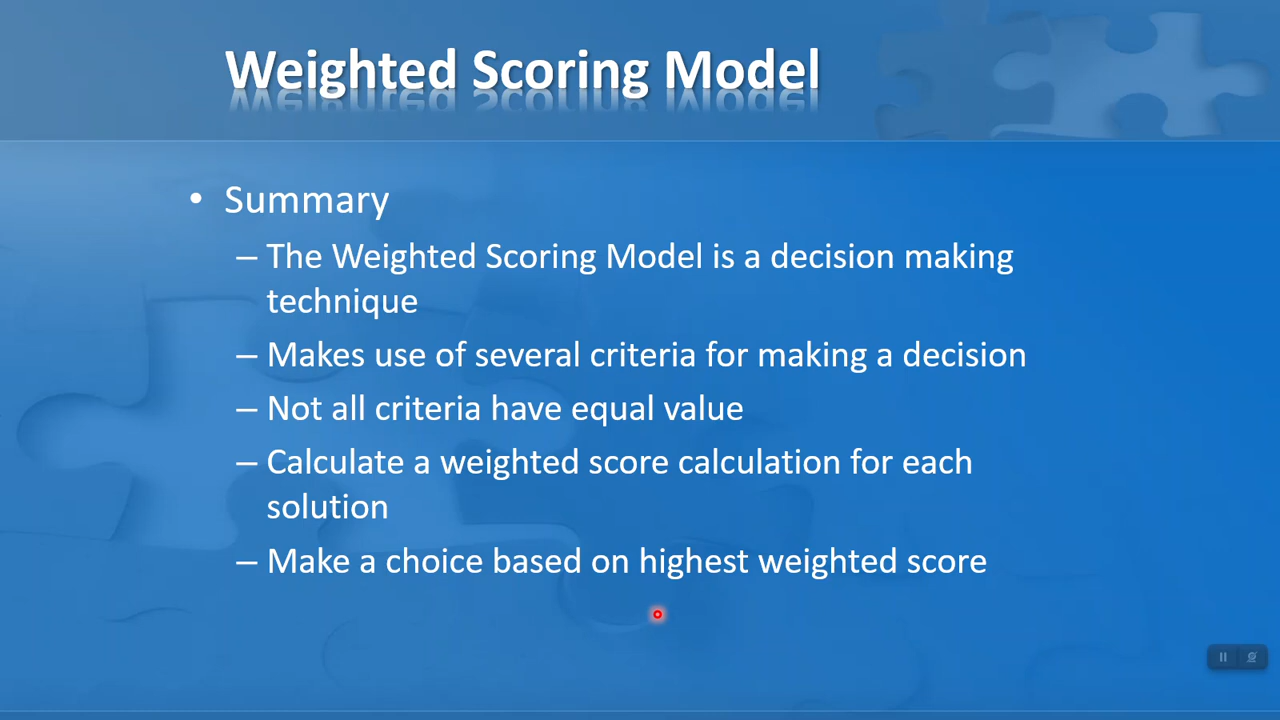 Weighted Scoring Model
• Summary
– The Weighted Scoring Model is a decision making
technique
– Makes use of several criteria for making a decision
– Not all criteria have equal value
– Calculate a weighted score calculation for each
solution
– Make a choice based on highest weighted score